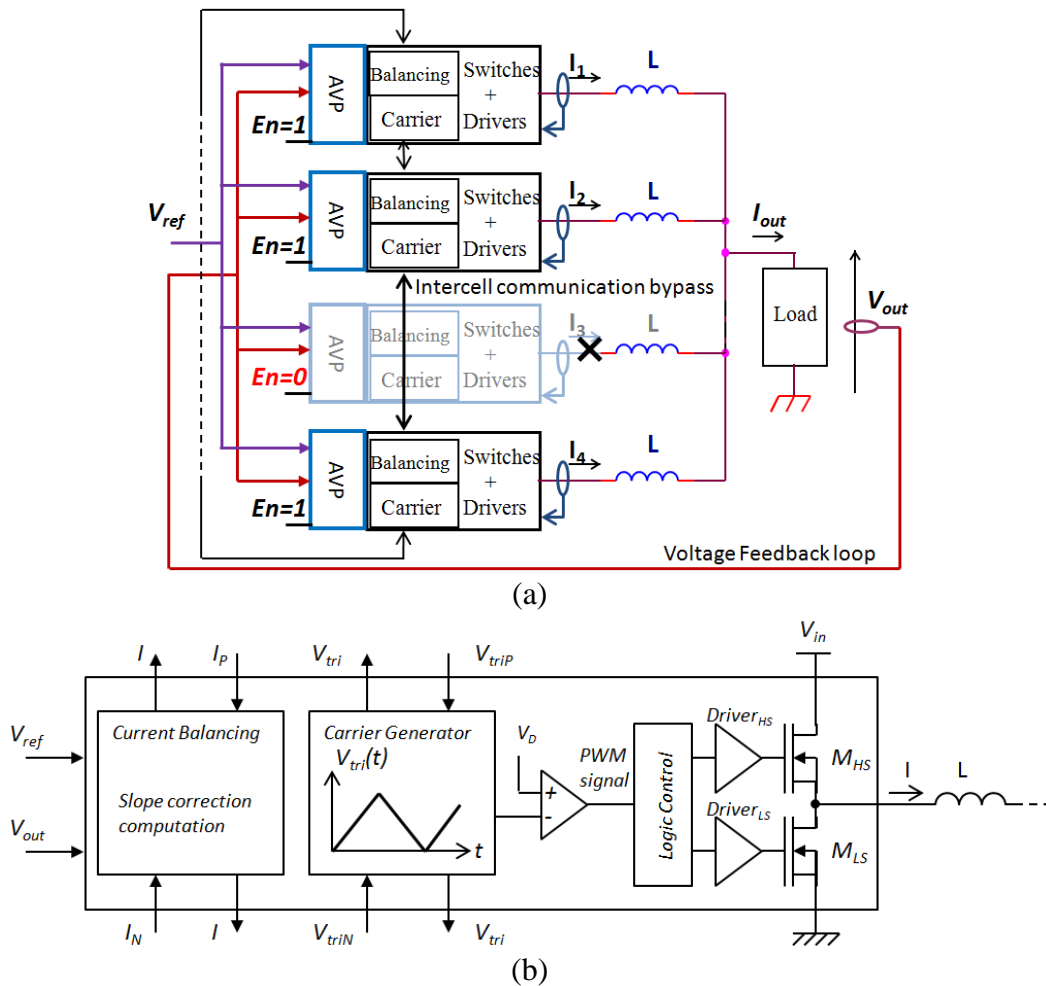 AVP
Balancing
Carrier
Switches
+
Drivers
I1
L
En=1
AVP
Balancing
Carrier
Switches
+
Drivers
I2
L
Vref
En=1
Iout
Intercell communication bypass
AVP
Balancing
Carrier
Switches
+
Drivers
I3
L
En=0
Load
Vout
AVP
Balancing
Carrier
Switches
+
Drivers
I4
L
En=1
Voltage Feedback loop
(a)
I
IP
Vtri
VtriP
Vin
Vref
Vout
Current Balancing
Slope correction
computation
Carrier Generator
Vtri(t)
t
VD
+
-
PWM
signal
Logic Control
DriverHS
DriverLS
MHS
MLS
I
L
IN
I
VtriN
Vtri
(b)